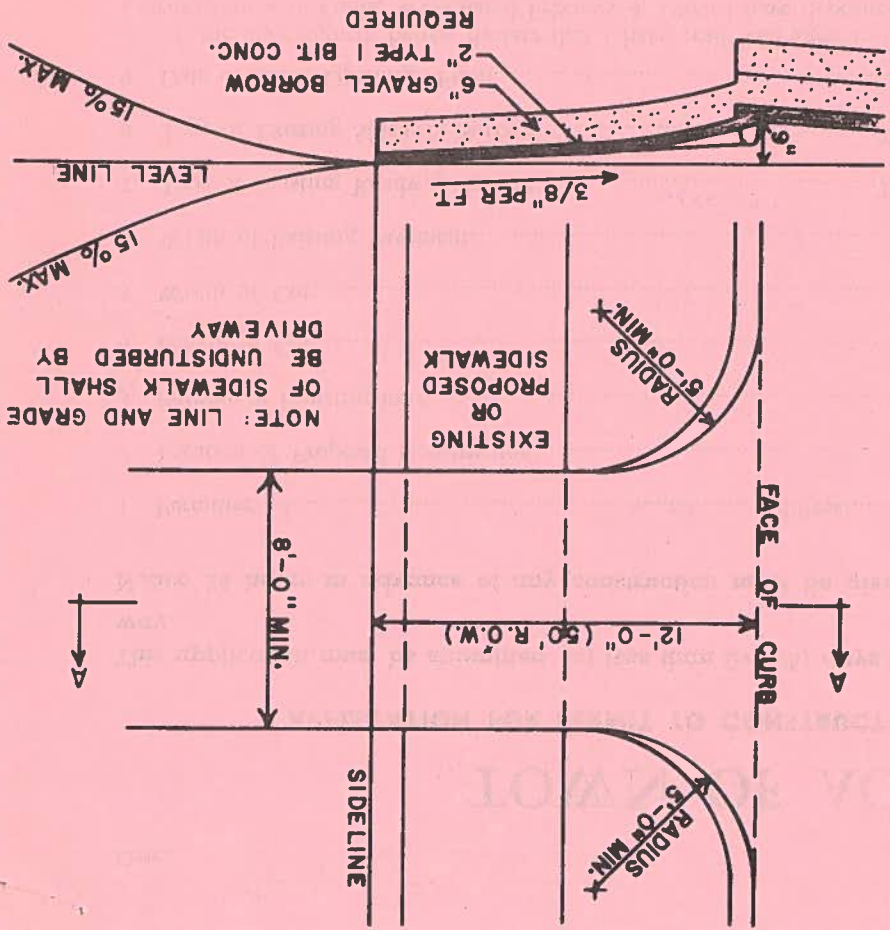 RADIUS
5'-0" MIN.
SIDELINE
A
12'-0" (50' R.O.W.)
8'-0" MIN.
A
FACE OF CURB
EXISTING
OR
PROPOSED
SIDEWALK
RADIUS
5'-0" MIN.
NOTE: LINE AND GRADE
OF SIDEWALK SHALL
BE UNDISTURBED BY
DRIVEWAY
15% MAX.
LEVEL LINE
15% MAX.
3/8" PER FT.
6"
6" GRAVEL BORROW
2" TYPE I BIT. CONC.
REQUIRED